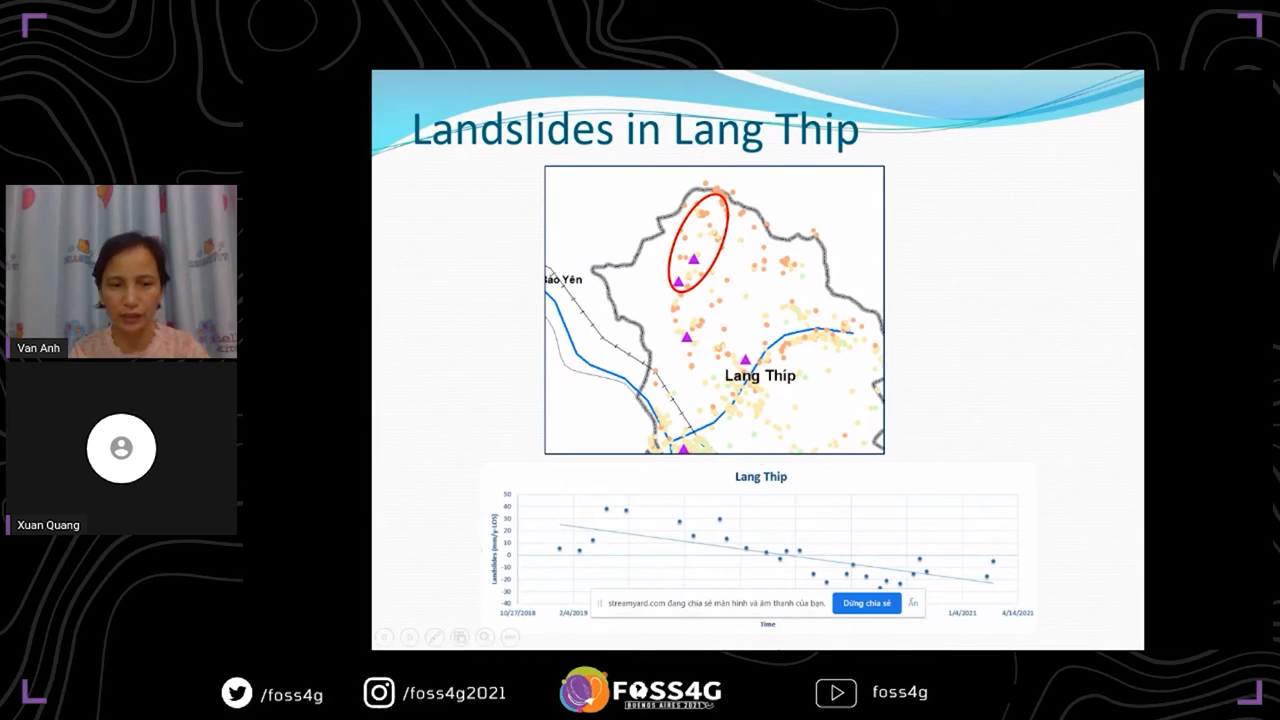 Landslides in Lang Thip
Bảo Yên
Lang Thip
Van Anh
Xuan Quang
Lang Thip
Landslides (mm/y-LOS)
50
40
30
20
10
0
-10
-20
-30
-40
10/27/2018
2/4/2019
1/4/2021
4/14/2021
Time
streamyard.com đang chia sẻ màn hình và âm thanh của bạn.
Dừng chia sẻ
Ẩn
/foss4g
/foss4g2021
FOSS4G
BUENOS AIRES 2021
foss4g